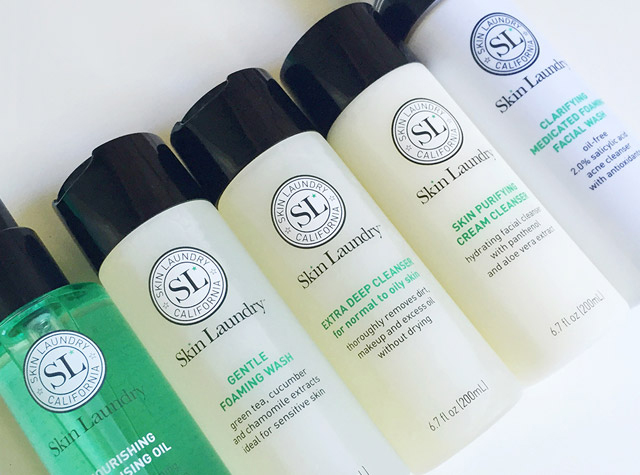 SKIN LAUNDRY
SL
CALIFORNIA
Skin Laundry
SKIN LAUNDRY
SL
CALIFORNIA
Skin Laundry
GENTLE
FOAMING WASH
green tea, cucumber
and chamomile extracts
ideal for sensitive skin
SKIN LAUNDRY
SL
CALIFORNIA
Skin Laundry
EXTRA DEEP CLEANSER
for normal to oily skin
thoroughly removes dirt,
makeup and excess oil
without drying
6.7 fl oz (200mL)
SKIN LAUNDRY
SL
CALIFORNIA
Skin Laundry
SKIN PURIFYING
CREAM CLEANSER
hydrating facial cleanser
with panthenol
and aloe vera extract
6.7 fl oz (200mL)
SKIN LAUNDRY
SL
CALIFORNIA
Skin Laundry
CLARIFYING
MEDICATED FOAMING
FACIAL WASH
oil-free
2.0% salicylic acid
acne cleanser
with antioxidants